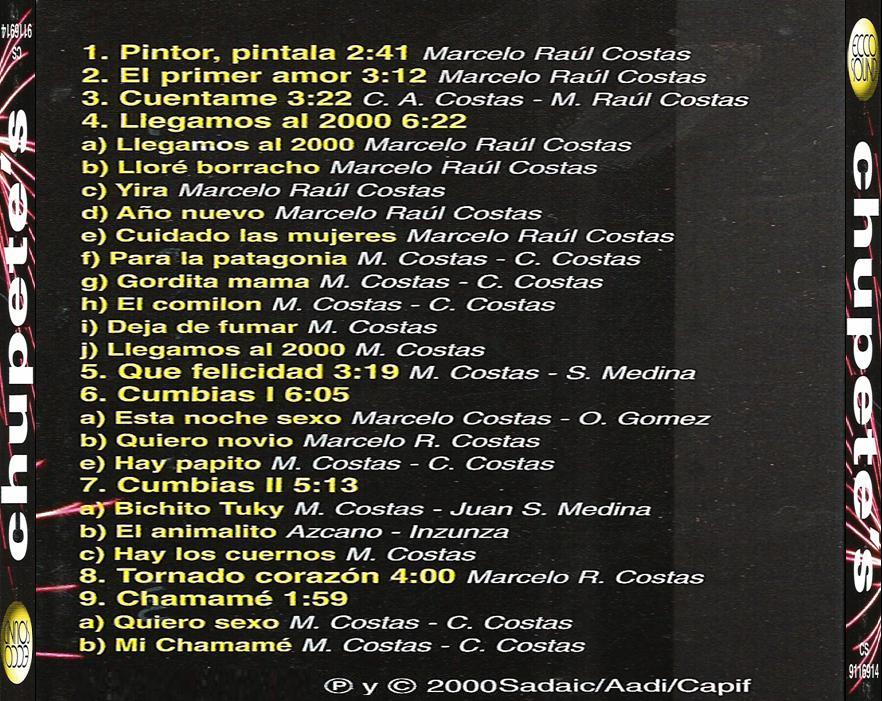 1. Pintor, pintala 2:41 Marcelo Raúl Costas
2. El primer amor 3:12 Marcelo Raúl Costas
3. Cuentame 3:22 C. A. Costas - M. Raúl Costas
4. Llegamos al 2000 6:22
a) Llegamos al 2000 Marcelo Raúl Costas
b) Lloré borracho Marcelo Raúl Costas
c) Yira Marcelo Raúl Costas
d) Año nuevo Marcelo Raúl Costas
e) Cuidado las mujeres Marcelo Raúl Costas
f) Para la patagonia M. Costas - C. Costas
g) Gordita mama M. Costas - C. Costas
h) El comilon M. Costas - C. Costas
i) Deja de fumar M. Costas
j) Llegamos al 2000 M. Costas
5. Que felicidad 3:19 M. Costas - S. Medina
6. Cumbias I 6:05
a) Esta noche sexo Marcelo Costas - O. Gomez
b) Quiero novio Marcelo R. Costas
e) Hay papito M. Costas - C. Costas
7. Cumbias II 5:13
a) Bichito Tuky M. Costas - Juan S. Medina
b) El animalito Azcano - Inzunza
c) Hay los cuernos M. Costas
8. Tornado corazón 4:00 Marcelo R. Costas
9. Chamamé 1:59
a) Quiero sexo M. Costas - C. Costas
b) Mi Chamamé M. Costas - C. Costas
Ⓟ y © 2000Sadaic/Aadi/Capif
CS
9116914
chupete's
ECCO
SOUND
ECCO
SOUND
chupete's
CS
9116914